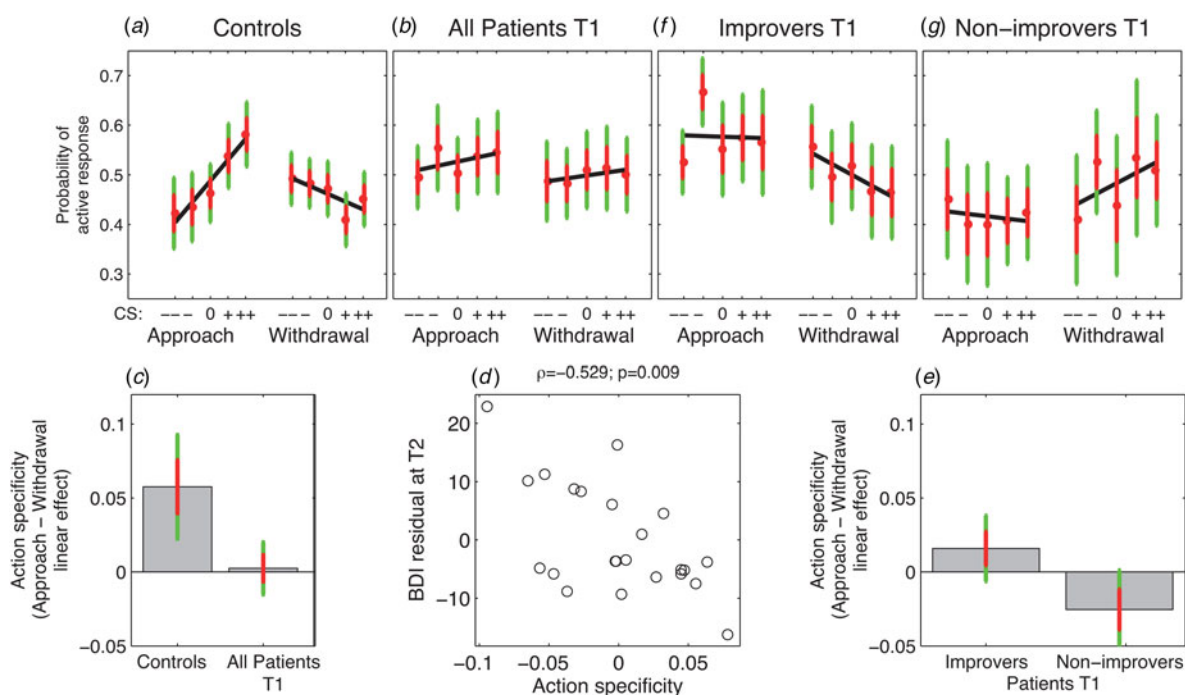 (a) Controls
(b) All Patients T1
(f) Improvers T1
(g) Non-improvers T1
Probability of
active response
0.7
0.6
0.5
0.4
0.3
CS: −− − 0 + ++ −− − 0 + ++ −− − 0 + ++ −− − 0 + ++ −− − 0 + ++ −− − 0 + ++ −− − 0 + ++ −− − 0 + ++
Approach Withdrawal Approach Withdrawal Approach Withdrawal Approach Withdrawal
(c)
Action specificity
(Approach – Withdrawal
linear effect)
0.1
0.05
0
−0.05
Controls All Patients
T1
(d)
ρ=−0.529; p=0.009
BDI residual at T2
20
10
0
−10
−0.1 −0.05 0 0.05
Action specificity
(e)
Action specificity
(Approach – Withdrawal
linear effect)
0.1
0.05
0
−0.05
Improvers Non-improvers
Patients T1